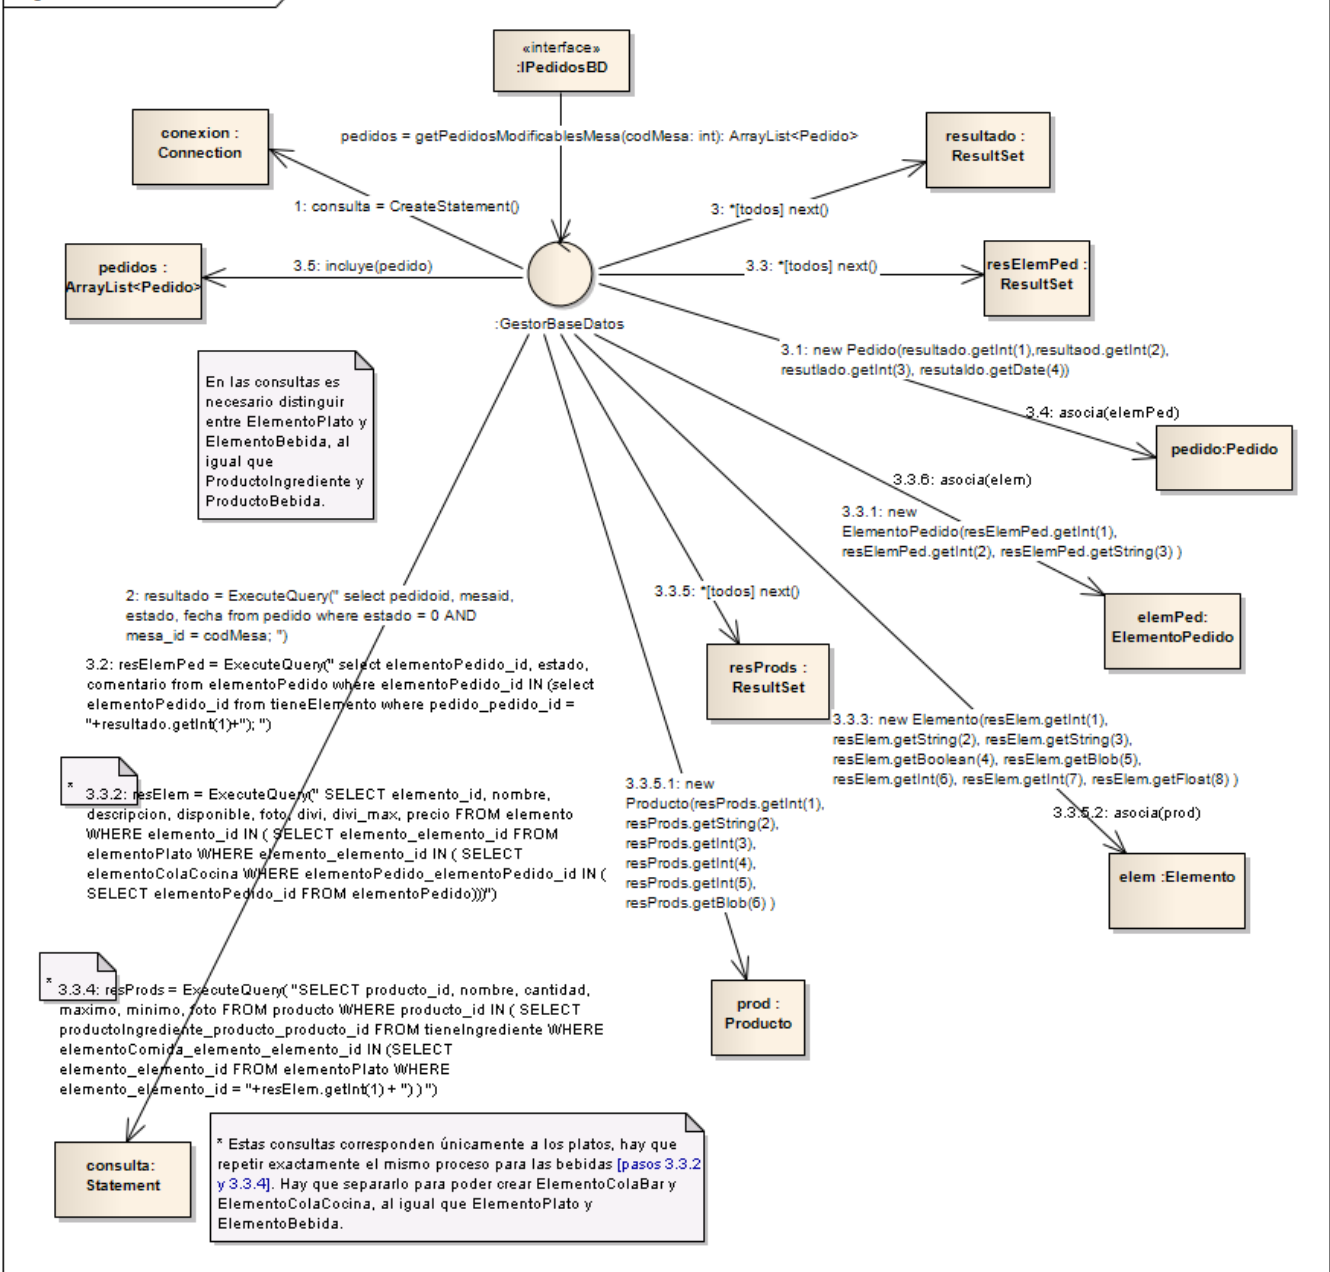 «interface»
:IPedidosBD
conexion :
Connection
pedidos = getPedidosModificablesMesa(codMesa: int): ArrayList<Pedido>
resultado :
ResultSet
1: consulta = CreateStatement()
3: *[todos] next()
pedidos :
ArrayList<Pedido>
3.5: incluye(pedido)
3.3: *[todos] next()
resElemPed :
ResultSet
:GestorBaseDatos
3.1: new Pedido(resultado.getInt(1),resultaod.getInt(2),
resutlado.getInt(3), resutaldo.getDate(4))
3.4: asocia(elemPed)
pedido:Pedido
En las consultas es
necesario distinguir
entre ElementoPlato y
ElementoBebida, al
igual que
ProductoIngrediente y
ProductoBebida.
3.3.6: asocia(elem)
3.3.1: new
ElementoPedido(resElemPed.getInt(1),
resElemPed.getInt(2), resElemPed.getString(3) )
elemPed:
ElementoPedido
2: resultado = ExecuteQuery(" select pedidoid, mesaid,
estado, fecha from pedido where estado = 0 AND
mesa_id = codMesa; ")
3.3.5: *[todos] next()
resProds :
ResultSet
3.2: resElemPed = ExecuteQuery(" select elementoPedido_id, estado,
comentario from elementoPedido where elementoPedido_id IN (select
elementoPedido_id from tieneElemento where pedido_pedido_id =
"+resultado.getInt(1)+"); ")
3.3.3: new Elemento(resElem.getInt(1),
resElem.getString(2), resElem.getString(3),
resElem.getBoolean(4), resElem.getBlob(5),
resElem.getInt(6), resElem.getInt(7), resElem.getFloat(8) )
3.3.5.2: asocia(prod)
elem :Elemento
*
3.3.2: resElem = ExecuteQuery(" SELECT elemento_id, nombre,
descripcion, disponible, foto, divi, divi_max, precio FROM elemento
WHERE elemento_id IN ( SELECT elemento_elemento_id FROM
elementoPlato WHERE elemento_elemento_id IN ( SELECT
elementoColaCocina WHERE elementoPedido_elementoPedido_id IN (
SELECT elementoPedido_id FROM elementoPedido)))")
3.3.5.1: new
Producto(resProds.getInt(1),
resProds.getString(2),
resProds.getInt(3),
resProds.getInt(4),
resProds.getInt(5),
resProds.getBlob(6) )
prod :
Producto
*
3.3.4: resProds = ExecuteQuery( "SELECT producto_id, nombre, cantidad,
maximo, minimo, foto FROM producto WHERE producto_id IN ( SELECT
productoIngrediente_producto_producto_id FROM tieneIngrediente WHERE
elementoComida_elemento_elemento_id IN (SELECT
elemento_elemento_id FROM elementoPlato WHERE
elemento_elemento_id = "+resElem.getInt(1) + ") ) ")
consulta:
Statement
* Estas consultas corresponden únicamente a los platos, hay que
repetir exactamente el mismo proceso para las bebidas [pasos 3.3.2
y 3.3.4]. Hay que separarlo para poder crear ElementoColaBar y
ElementoColaCocina, al igual que ElementoPlato y
ElementoBebida.